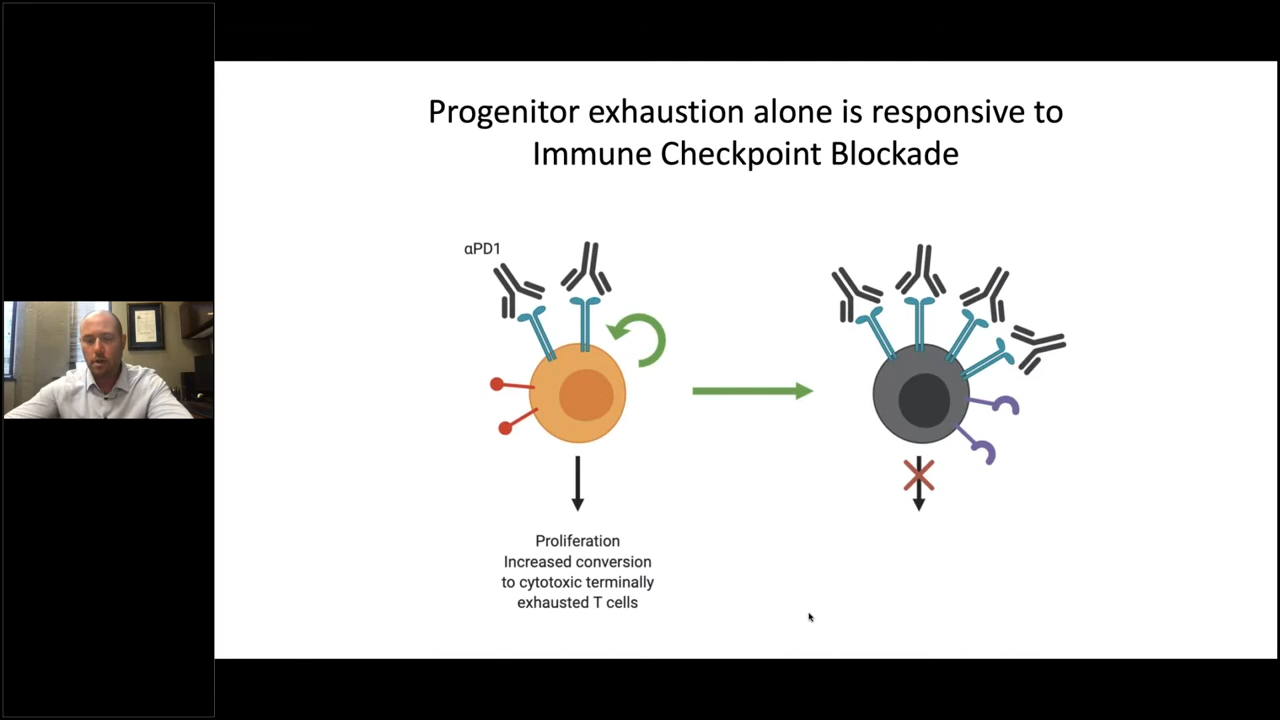 Progenitor exhaustion alone is responsive to
Immune Checkpoint Blockade
αPD1
Proliferation
Increased conversion
to cytotoxic terminally
exhausted T cells